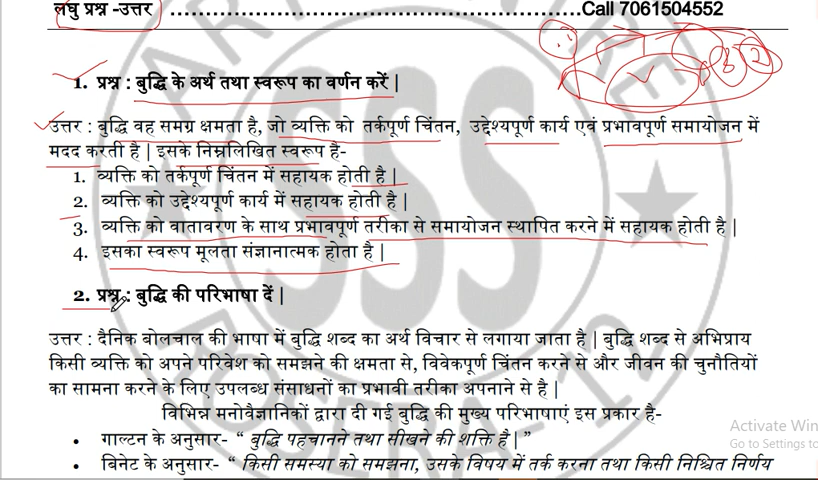 लघु प्रश्न -उत्तर ...............................................................Call 7061504552
1. प्रश्न : बुद्धि के अर्थ तथा स्वरूप का वर्णन करें |
उत्तर : बुद्धि वह समग्र क्षमता है, जो व्यक्ति को तर्कपूर्ण चिंतन, उद्देश्यपूर्ण कार्य एवं प्रभावपूर्ण समायोजन में
मदद करती है | इसके निम्नलिखित स्वरूप है-
1. व्यक्ति को तर्कपूर्ण चिंतन में सहायक होती है |
2. व्यक्ति को उद्देश्यपूर्ण कार्य में सहायक होती है |
3. व्यक्ति को वातावरण के साथ प्रभावपूर्ण तरीका से समायोजन स्थापित करने में सहायक होती है |
4. इसका स्वरूप मूलता संज्ञानात्मक होता है |
2. प्रश्न : बुद्धि की परिभाषा दें |
उत्तर : दैनिक बोलचाल की भाषा में बुद्धि शब्द का अर्थ विचार से लगाया जाता है | बुद्धि शब्द से अभिप्राय
किसी व्यक्ति को अपने परिवेश को समझने की क्षमता से, विवेकपूर्ण चिंतन करने से और जीवन की चुनौतियों
का सामना करने के लिए उपलब्ध संसाधनों का प्रभावी तरीका अपनाने से है |
विभिन्न मनोवैज्ञानिकों द्वारा दी गई बुद्धि की मुख्य परिभाषाएं इस प्रकार है-
• गाल्टन के अनुसार- “ बुद्धि पहचानने तथा सीखने की शक्ति है | ”
• बिनेट के अनुसार- “ किसी समस्या को समझना, उसके विषय में तर्क करना तथा किसी निश्चित निर्णय
SSS
Activate Win
Go to Settings to